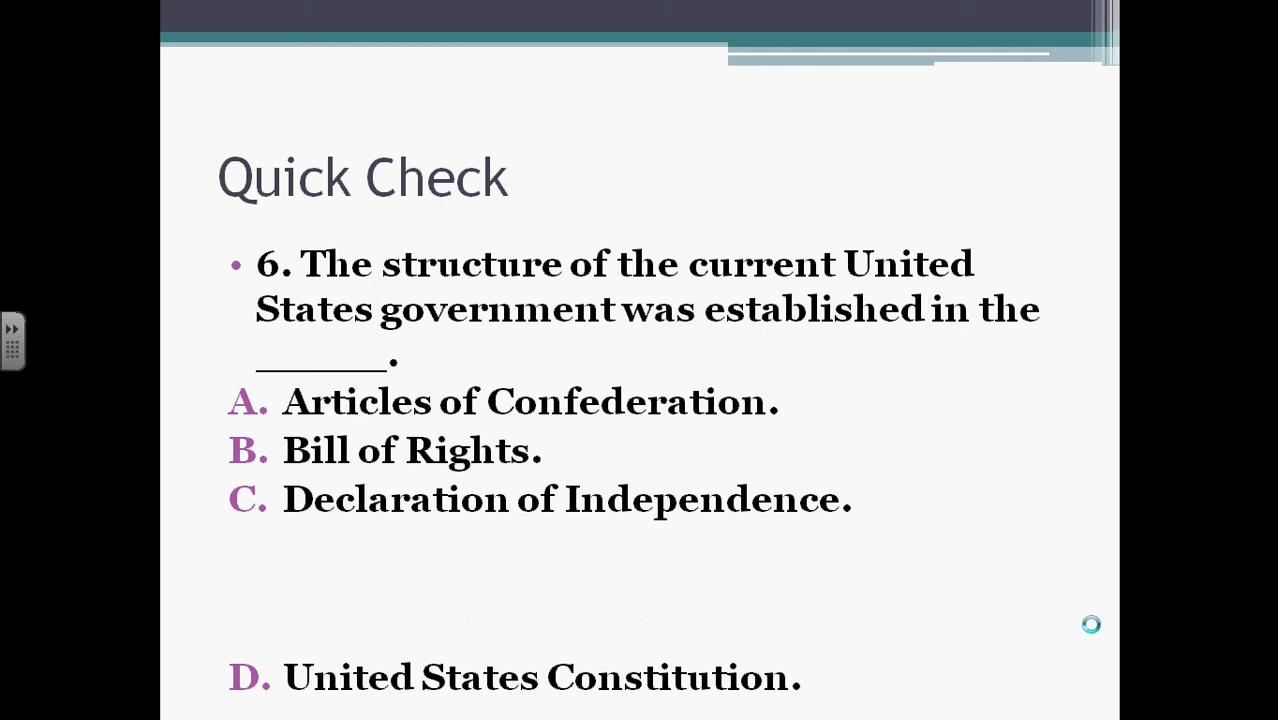 Quick Check
• 6. The structure of the current United
States government was established in the
______.
A. Articles of Confederation.
B. Bill of Rights.
C. Declaration of Independence.
D. United States Constitution.